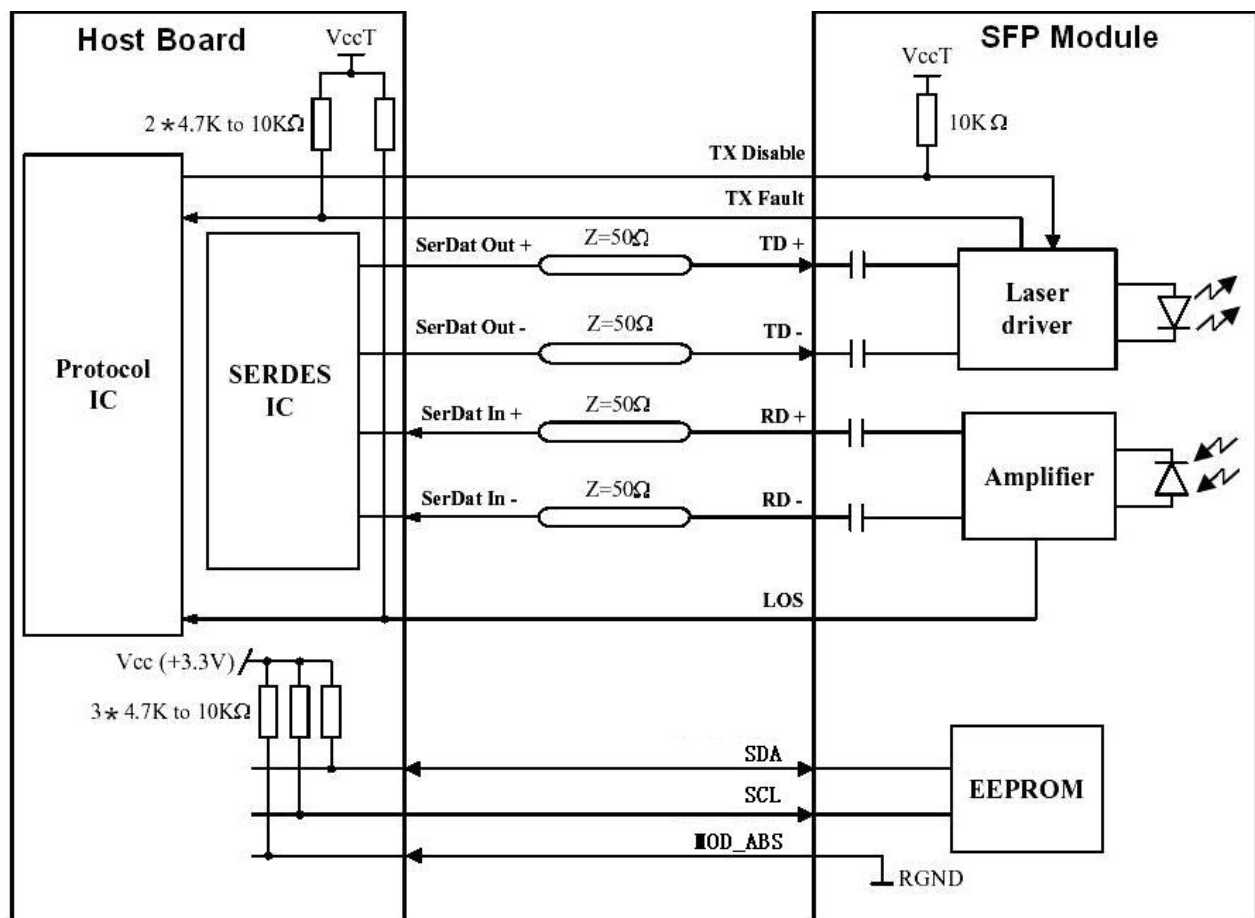 Host Board
SFP Module
VccT
VccT
2*4.7K to 10KΩ
10KΩ
TX Disable
TX Fault
SerDat Out +
Z=50Ω
TD +
Laser
driver
SerDat Out -
Z=50Ω
TD -
Protocol
IC
SERDES
IC
SerDat In +
Z=50Ω
RD +
Amplifier
SerDat In -
Z=50Ω
RD -
LOS
Vcc (+3.3V)
3*4.7K to 10KΩ
SDA
EEPROM
SCL
MOD_ABS
RGND